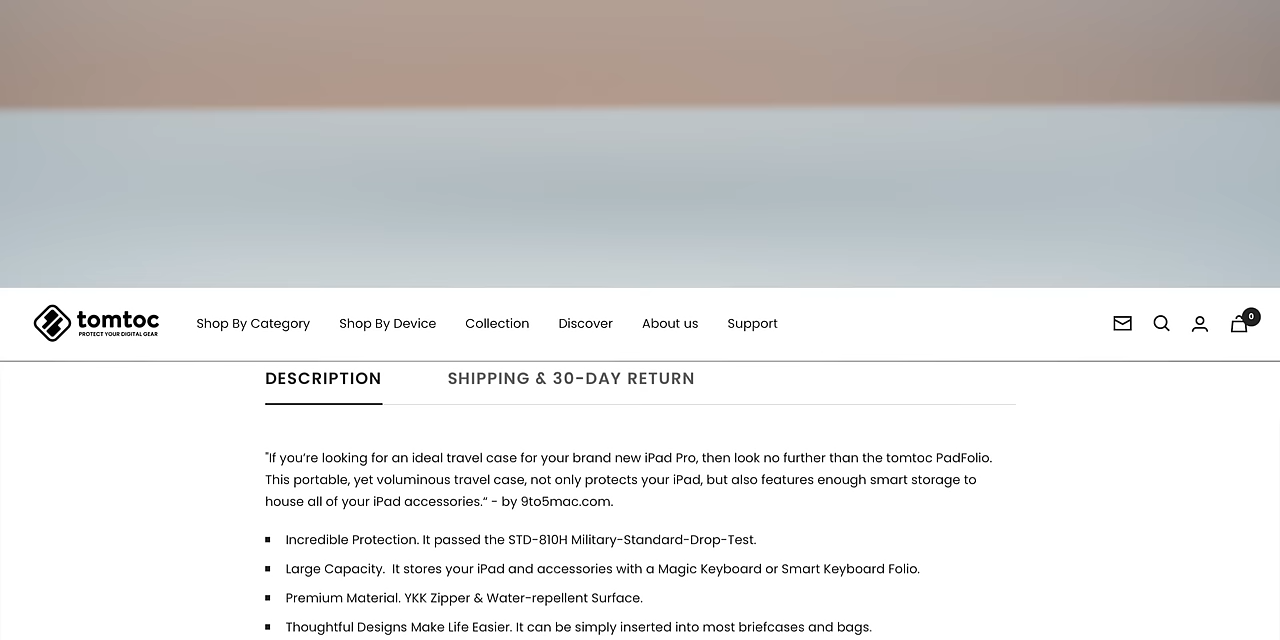 tomtoc
PROTECT YOUR DIGITAL GEAR
Shop By Category
Shop By Device
Collection
Discover
About us
Support
0
DESCRIPTION
SHIPPING & 30-DAY RETURN
"If you’re looking for an ideal travel case for your brand new iPad Pro, then look no further than the tomtoc PadFolio.
This portable, yet voluminous travel case, not only protects your iPad, but also features enough smart storage to
house all of your iPad accessories.“ - by 9to5mac.com.
▪ Incredible Protection. It passed the STD-810H Military-Standard-Drop-Test.
▪ Large Capacity.  It stores your iPad and accessories with a Magic Keyboard or Smart Keyboard Folio.
▪ Premium Material. YKK Zipper & Water-repellent Surface.
▪ Thoughtful Designs Make Life Easier. It can be simply inserted into most briefcases and bags.